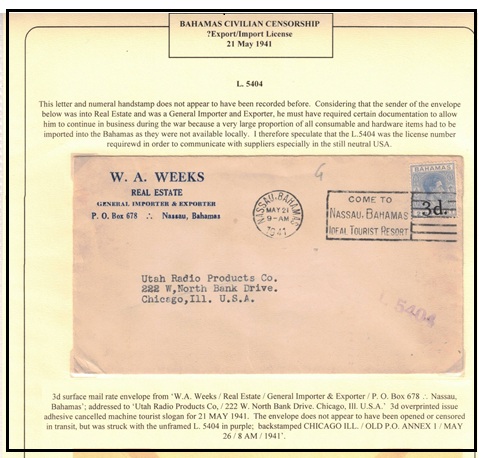 BAHAMAS CIVILIAN CENSORSHIP
?Export/Import License
21 May 1941
L. 5404
This letter and numeral handstamp does not appear to have been recorded before. Considering that the sender of the envelope
below was into Real Estate and was a General Importer and Exporter, he must have required certain documentation to allow
him to continue in business during the war because a very large proportion of all consumable and hardware items had to be
imported into the Bahamas as they were not available locally. I therefore speculate that the L.5404 was the license number
requirewd in order to communicate with suppliers especially in the still neutral USA.
W. A. WEEKS
REAL ESTATE
GENERAL IMPORTER & EXPORTER
P. O. Box 678 ∴ Nassau, Bahamas
NASSAU, BAHAMAS
MAY 21
9-AM
1941
COME TO
NASSAU, BAHAMAS
IDEAL TOURIST RESORT
BAHAMAS
3d.
Utah Radio Products Co.
222 W,North Bank Drive.
Chicago,Ill. U.S.A.
L 5404
3d surface mail rate envelope from 'W.A. Weeks / Real Estate / General Importer & Exporter / P. O. Box 678 ∴ Nassau,
Bahamas'; addressed to 'Utah Radio Products Co, / 222 W. North Bank Drive. Chicago, Ill. U.S.A.' 3d overprinted issue
adhesive cancelled machine tourist slogan for 21 MAY 1941. The envelope does not appear to have been opened or censored
in transit, but was struck with the unframed L. 5404 in purple; backstamped CHICAGO ILL. / OLD P.O. ANNEX 1 / MAY
26 / 8 AM / 1941'.